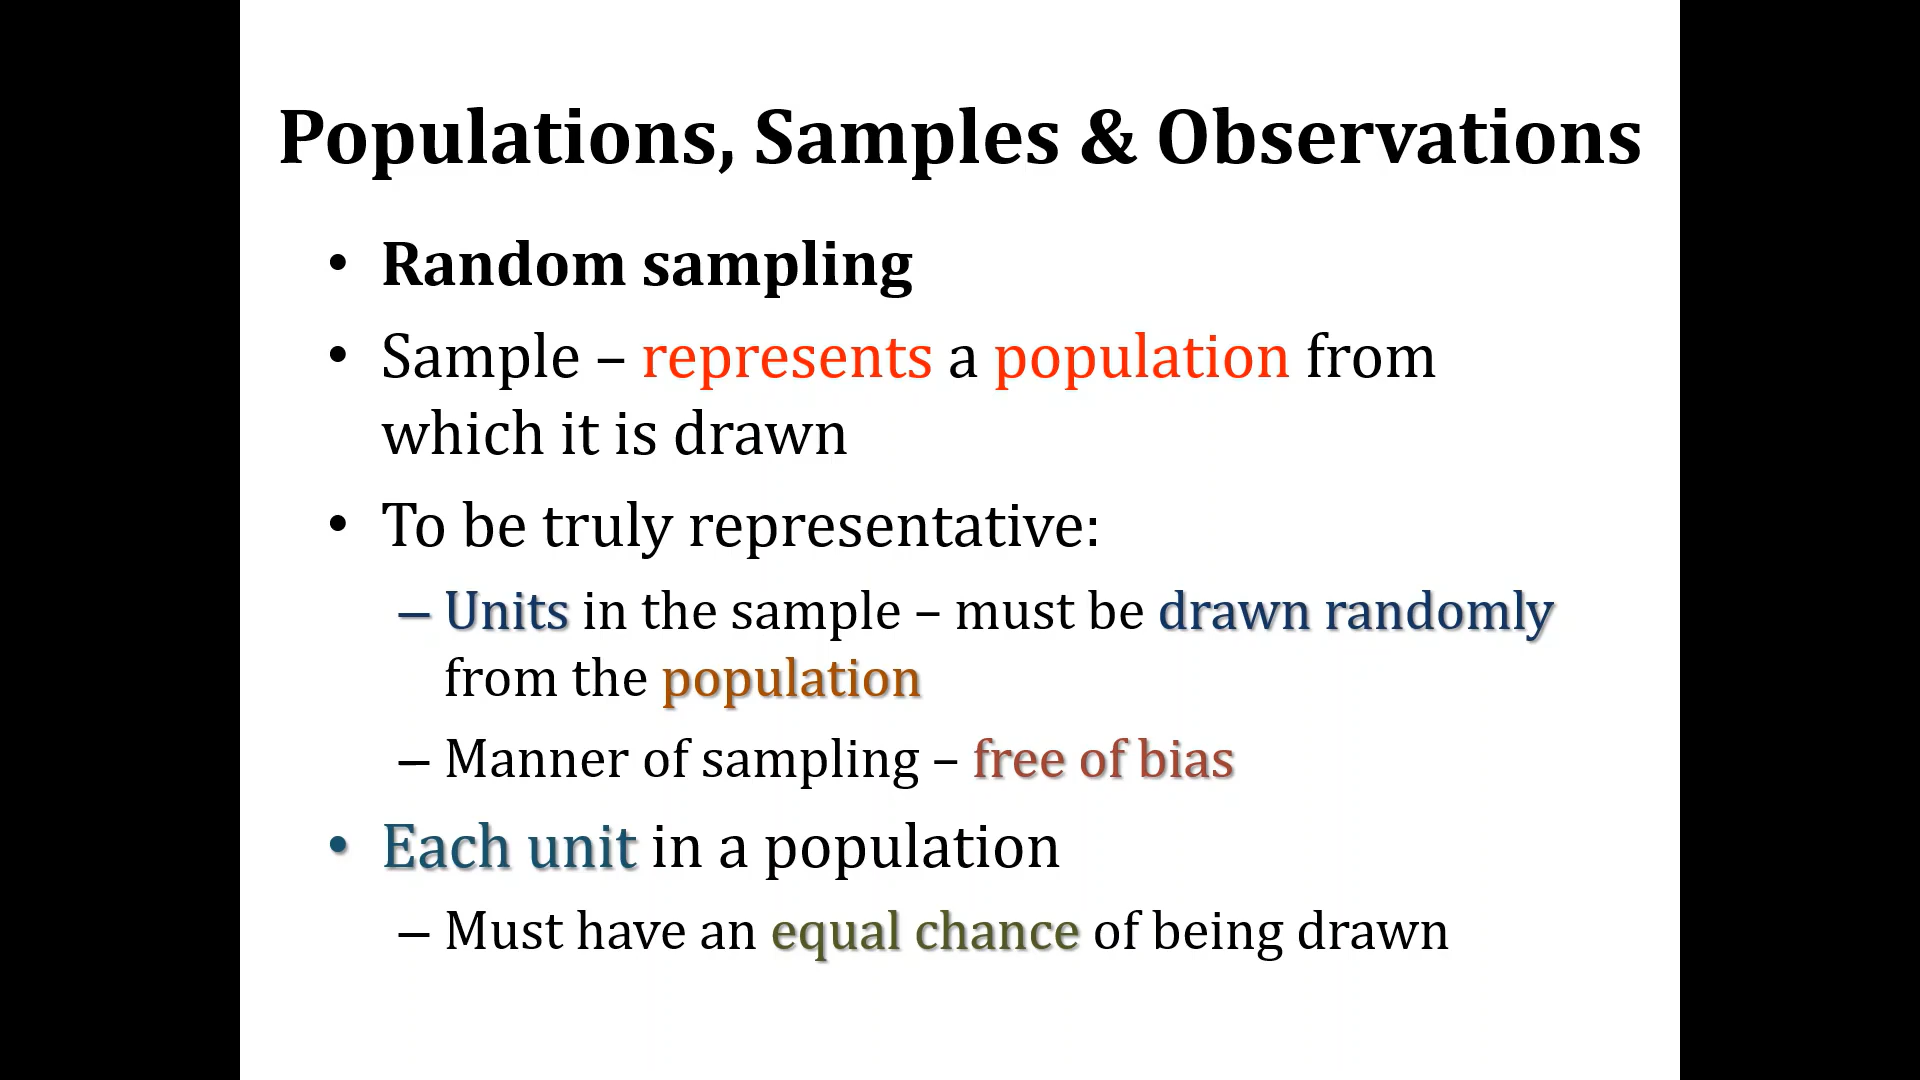 Populations, Samples & Observations
• Random sampling
• Sample – represents a population from
which it is drawn
• To be truly representative:
– Units in the sample – must be drawn randomly
from the population
– Manner of sampling – free of bias
• Each unit in a population
– Must have an equal chance of being drawn